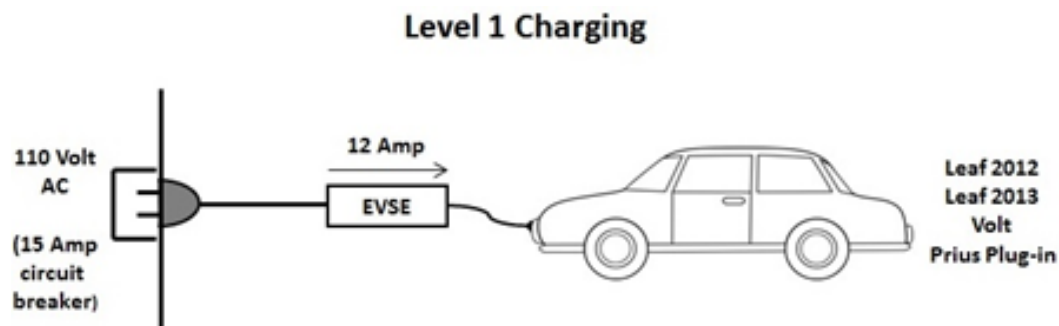 Level 1 Charging
110 Volt
AC
(15 Amp
circuit
breaker)
12 Amp
EVSE
Leaf 2012
Leaf 2013
Volt
Prius Plug-in